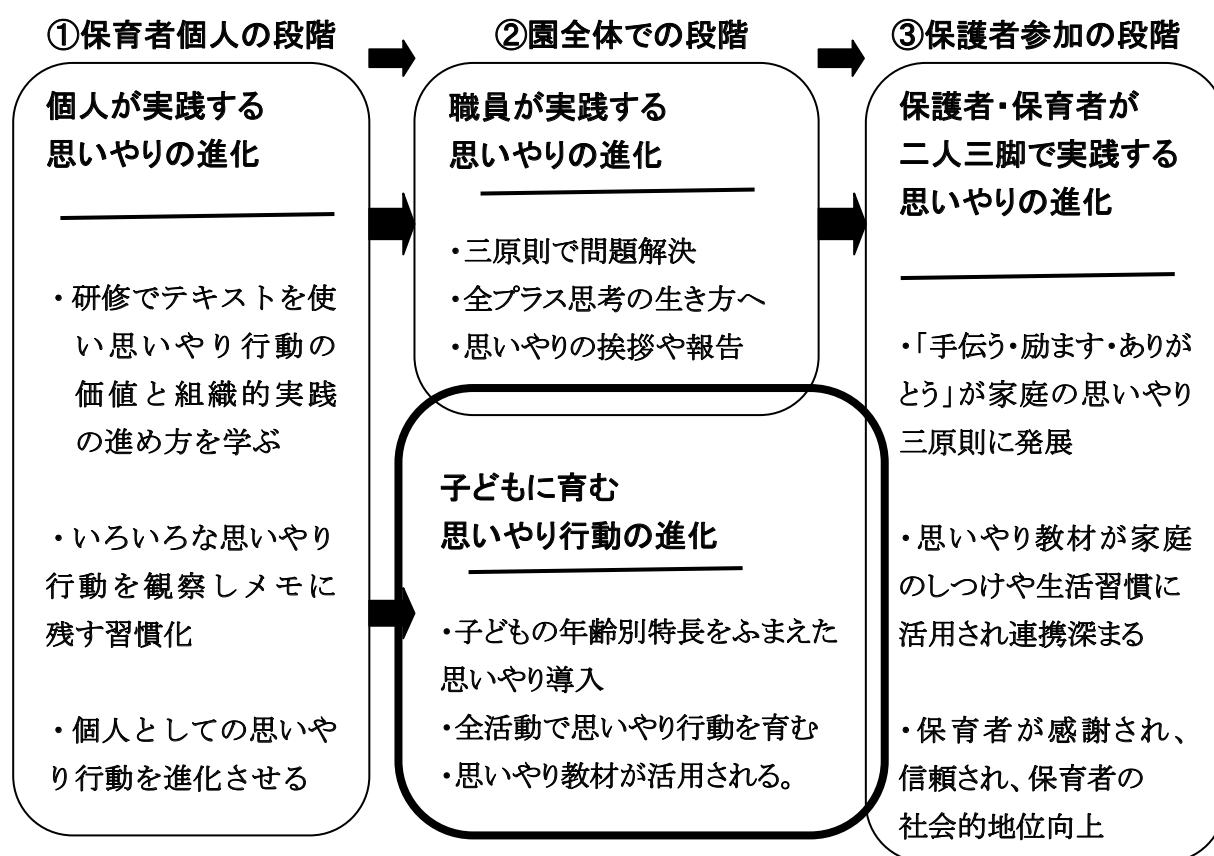 ①保育者個人の段階
②園全体での段階
③保護者参加の段階
個人が実践する
思いやりの進化
・研修でテキストを使
い思いやり行動の
価値と組織的実践
の進め方を学ぶ
・いろいろな思いやり
行動を観察しメモに
残す習慣化
・個人としての思いや
り行動を進化させる
職員が実践する
思いやりの進化
・三原則で問題解決
・全プラス思考の生き方へ
・思いやりの挨拶や報告
子どもに育む
思いやり行動の進化
・子どもの年齢別特長をふまえた
思いやり導入
・全活動で思いやり行動を育む
・思いやり教材が活用される。
保護者・保育者が
二人三脚で実践する
思いやりの進化
・「手伝う・励ます・ありが
とう」が家庭の思いやり
三原則に発展
・思いやり教材が家庭
のしつけや生活習慣に
活用され連携深まる
・保育者が感謝され、
信頼され、保育者の
社会的地位向上